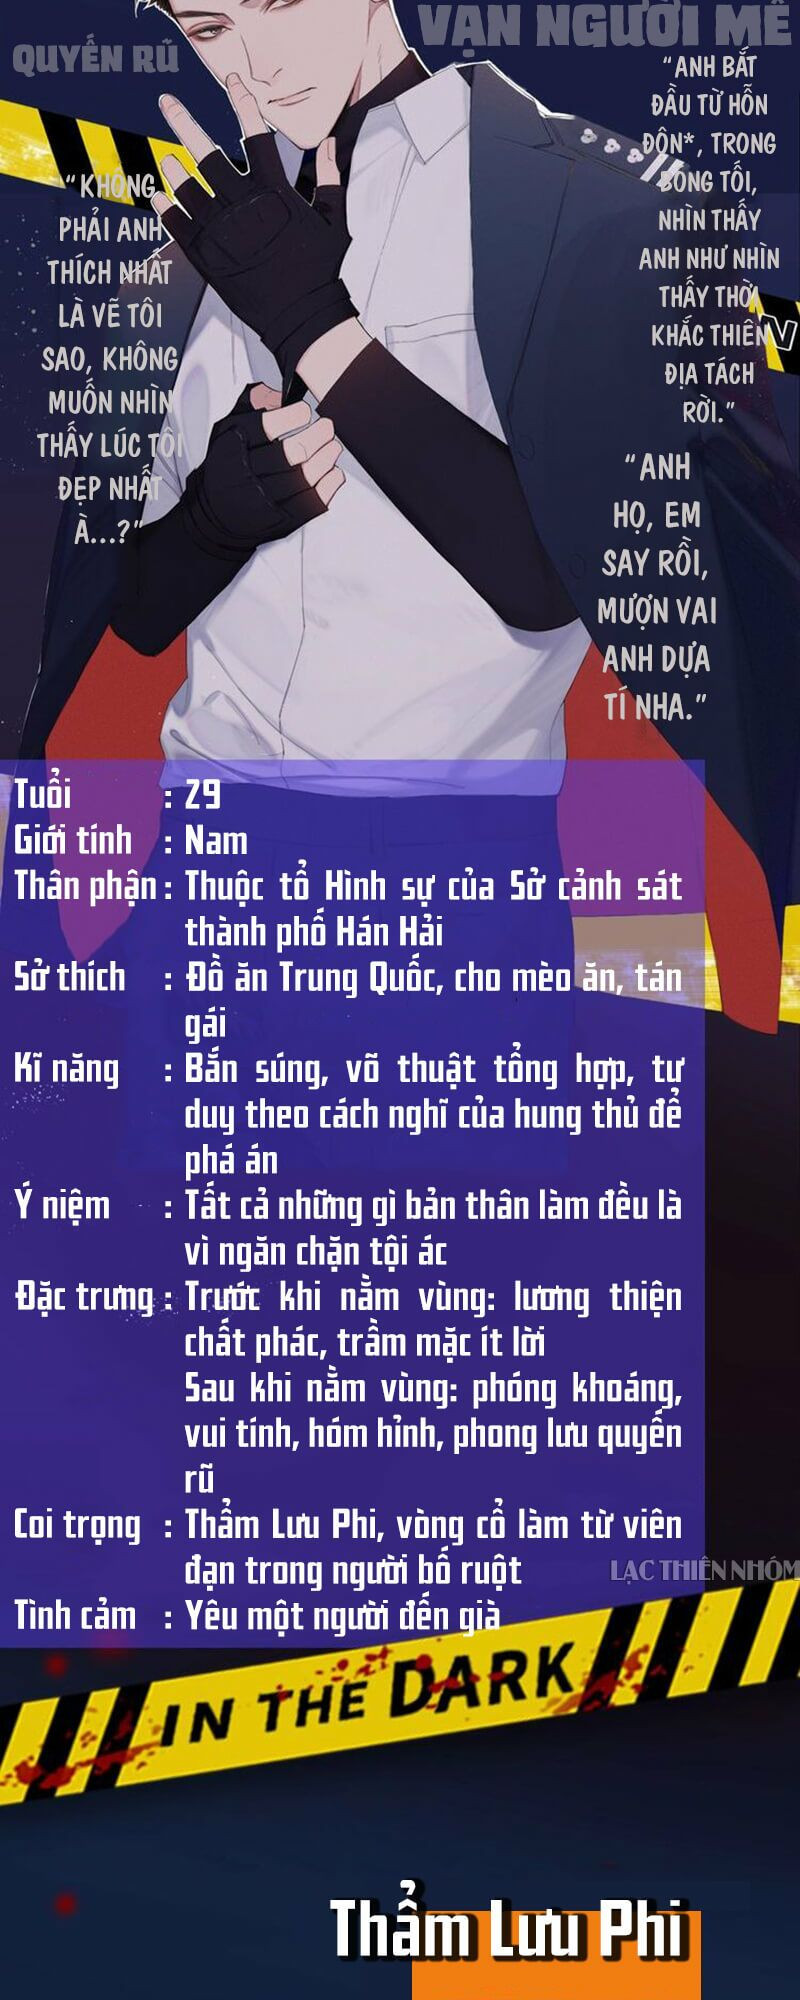 VẠN NGƯỜI MÊ
QUYẾN RŨ
“ANH BẮT
ĐẦU TỪ HỖN
ĐỘN*, TRONG
BÓNG TỐI,
NHÌN THẤY
ANH NHƯ NHÌN
THẤY THỜI
KHẮC THIÊN
ĐỊA TÁCH
RỜI.”
“KHÔNG
PHẢI ANH
THÍCH NHẤT
LÀ VẼ TÔI
SAO, KHÔNG
MUỐN NHÌN
THẤY LÚC TÔI
ĐẸP NHẤT
À...?”
“ANH
HỌ, EM
SAY RỒI,
MƯỢN VAI
ANH DỰA
TÍ NHA.”
Tuổi : 29
Giới tính : Nam
Thân phận : Thuộc tổ Hình sự của Sở cảnh sát
thành phố Hán Hải
Sở thích : Đồ ăn Trung Quốc, cho mèo ăn, tán
gái
Kĩ năng : Bắn súng, võ thuật tổng hợp, tư
duy theo cách nghĩ của hung thủ để
phá án
Ý niệm : Tất cả những gì bản thân làm đều là
vì ngăn chặn tội ác
Đặc trưng : Trước khi nằm vùng: lương thiện
chất phác, trầm mặc ít lời
Sau khi nằm vùng: phóng khoáng,
vui tính, hóm hỉnh, phong lưu quyến
rũ
Coi trọng : Thẩm Lưu Phi, vòng cổ làm từ viên
đạn trong người bố ruột
Tình cảm : Yêu một người đến già
LẠC THIÊN NHÓM
IN THE DARK
Thẩm Lưu Phi